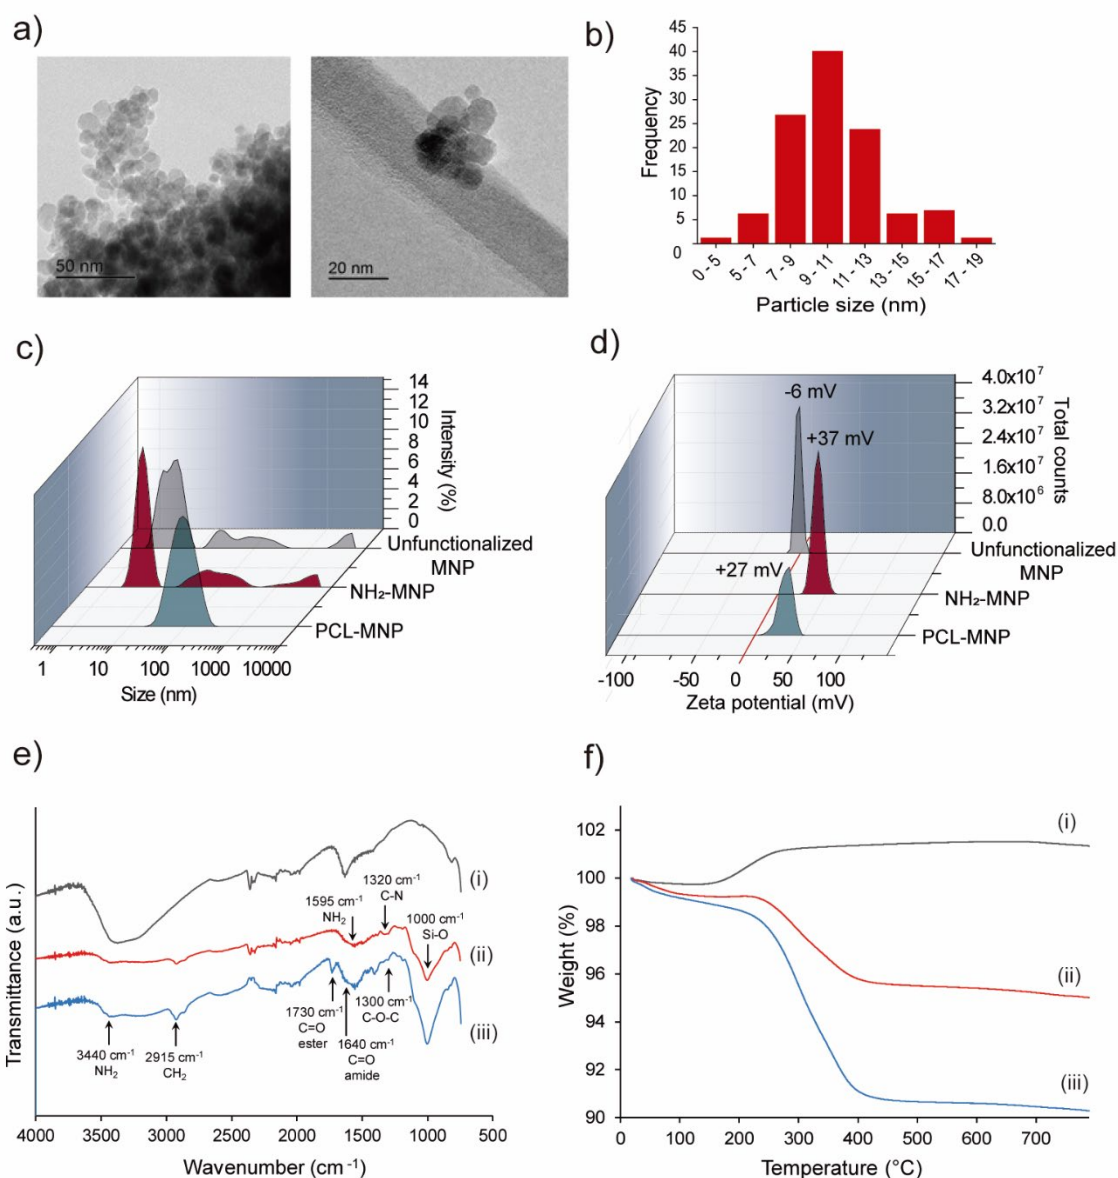 a)
50 nm
20 nm
b)
Frequency
45
40
35
30
25
20
15
10
5
0
0 - 5
5 - 7
7 - 9
9 - 11
11 - 13
13 - 15
15 - 17
17 - 19
Particle size (nm)
c)
14
12
10
8
6
4
2
0
Intensity (%)
Unfunctionalized
MNP
NH₂-MNP
PCL-MNP
1
10
100
1000
10000
Size (nm)
d)
-6 mV
+37 mV
+27 mV
4.0x10⁷
3.2x10⁷
2.4x10⁷
1.6x10⁷
8.0x10⁶
0.0
Total counts
Unfunctionalized
MNP
NH₂-MNP
PCL-MNP
-100
-50
0
50
100
Zeta potential (mV)
e)
Transmittance (a.u.)
(i)
(ii)
(iii)
1595 cm⁻¹
NH₂
1320 cm⁻¹
C-N
1000 cm⁻¹
Si-O
3440 cm⁻¹
NH₂
2915 cm⁻¹
CH₂
1730 cm⁻¹
C=O
ester
1640 cm⁻¹
C=O
amide
1300 cm⁻¹
C-O-C
4000
3500
3000
2500
2000
1500
1000
500
Wavenumber (cm⁻¹)
f)
Weight (%)
102
100
98
96
94
92
90
(i)
(ii)
(iii)
0
100
200
300
400
500
600
700
Temperature (°C)